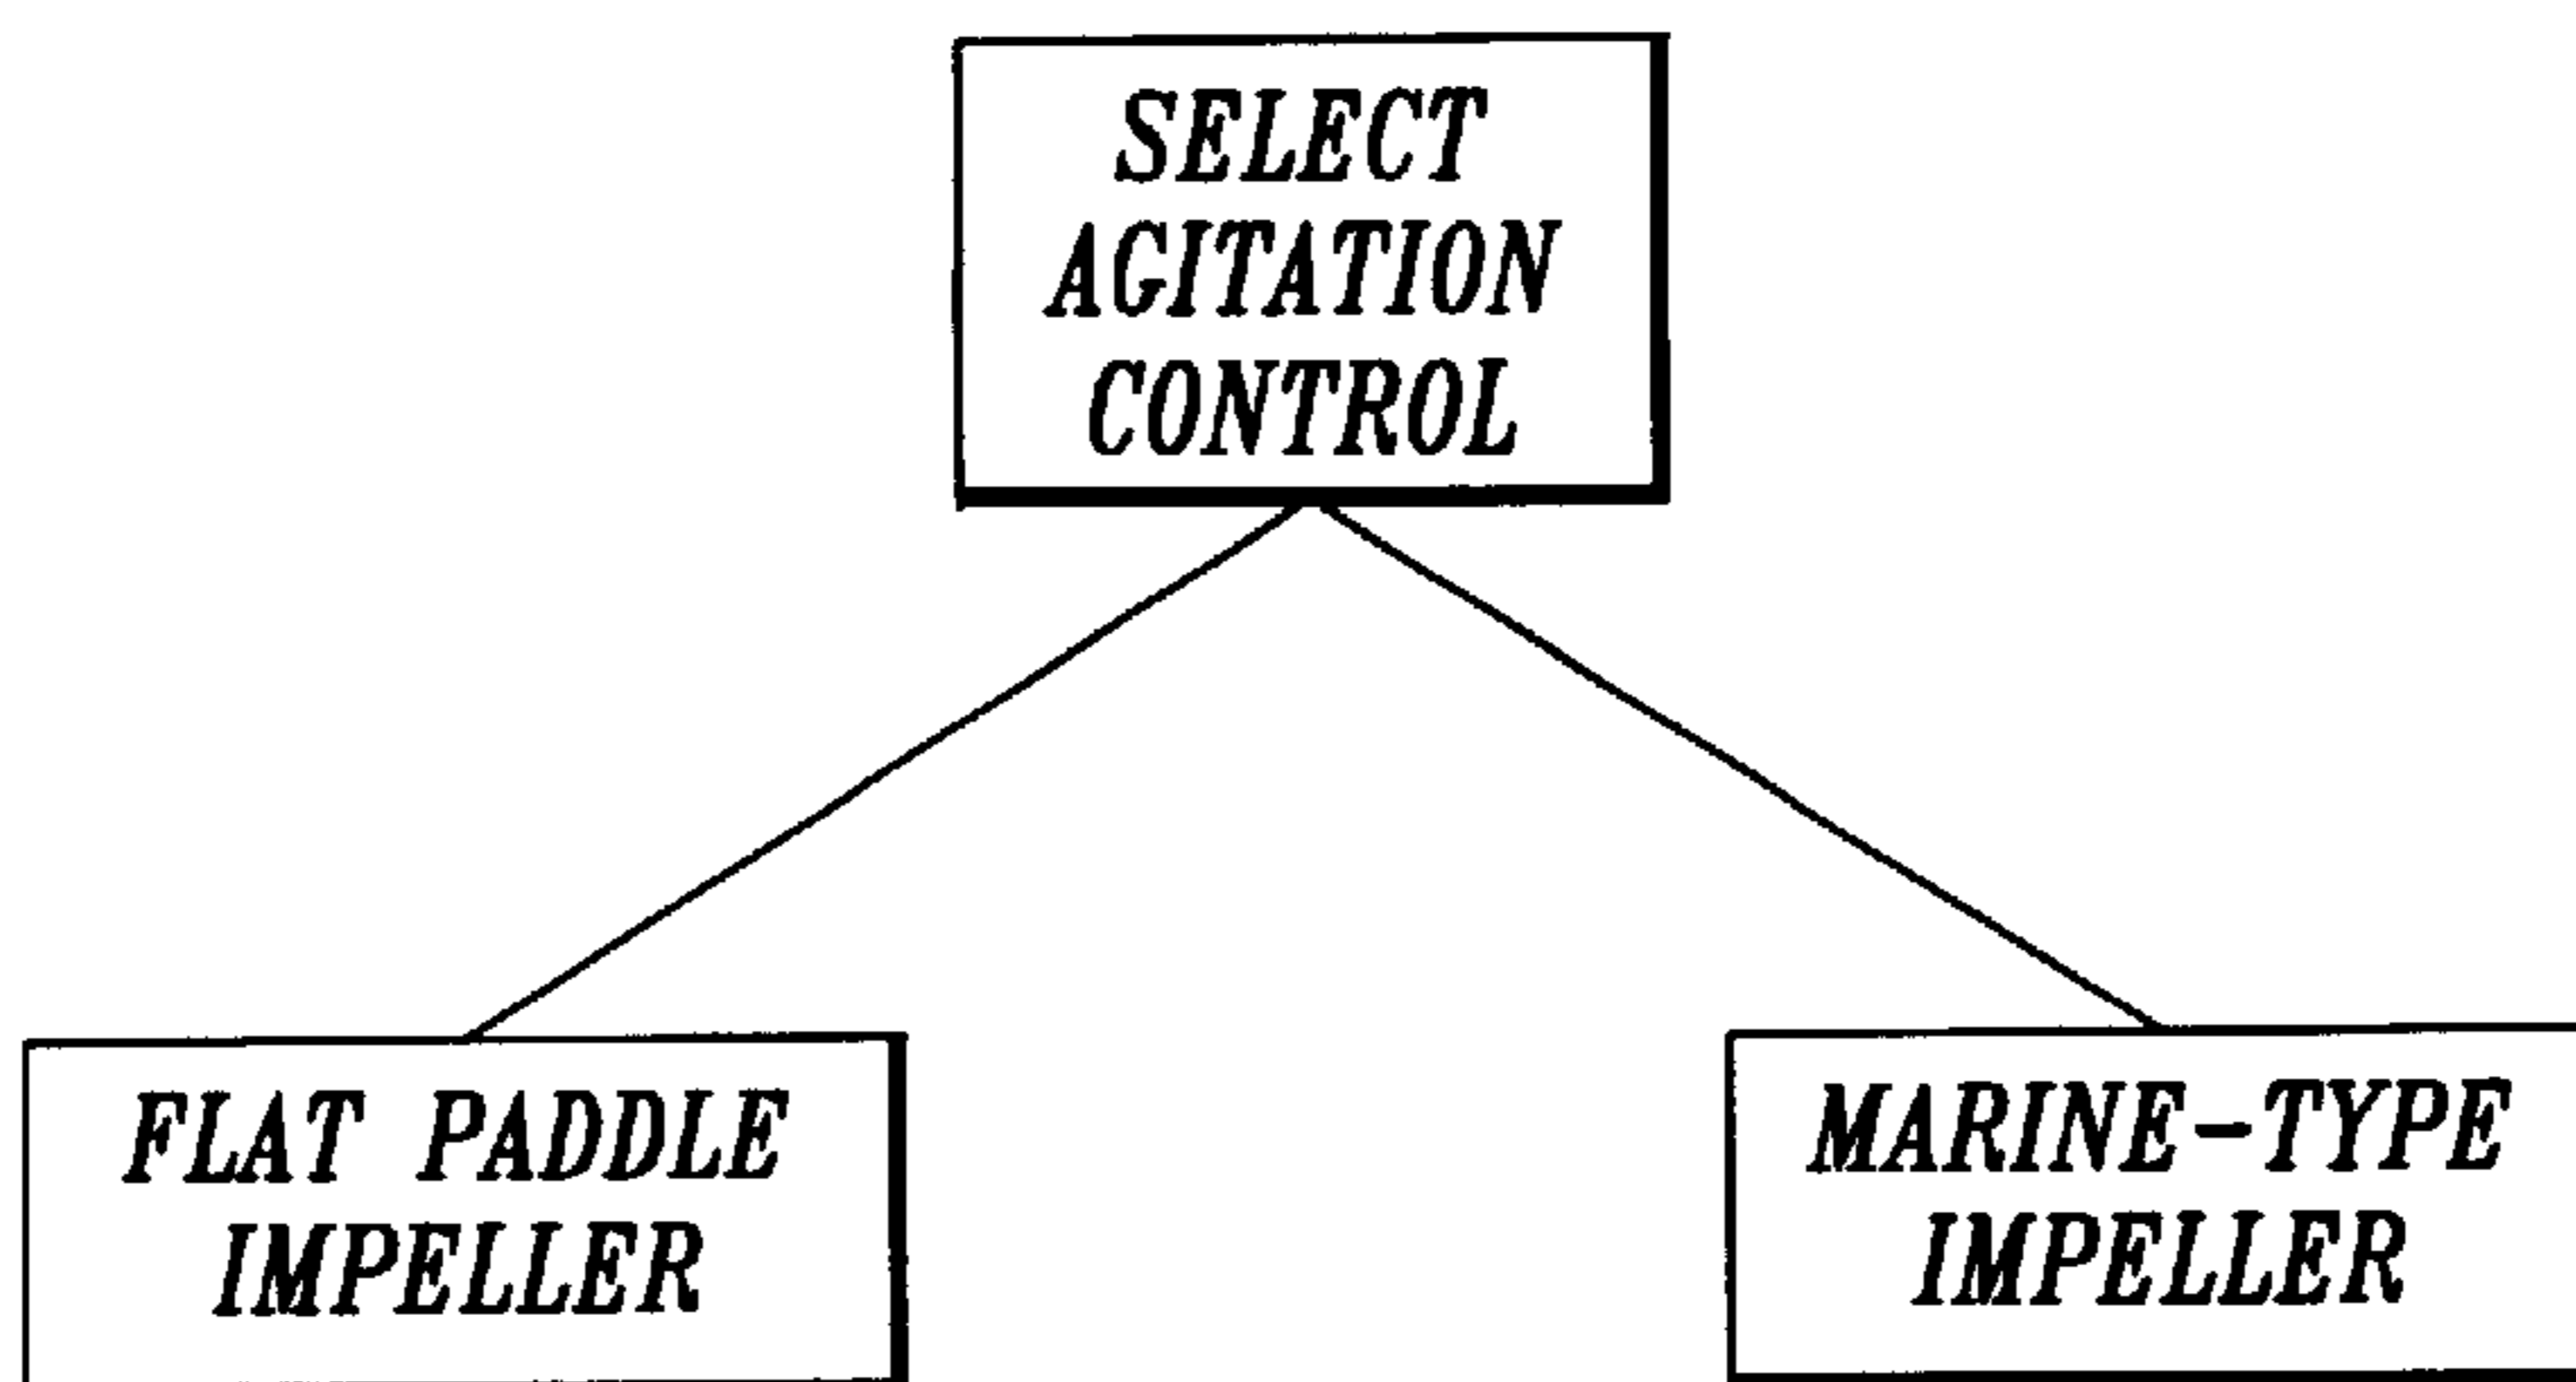 SELECT
AGITATION
CONTROL
FLAT PADDLE
IMPELLER
MARINE-TYPE
IMPELLER